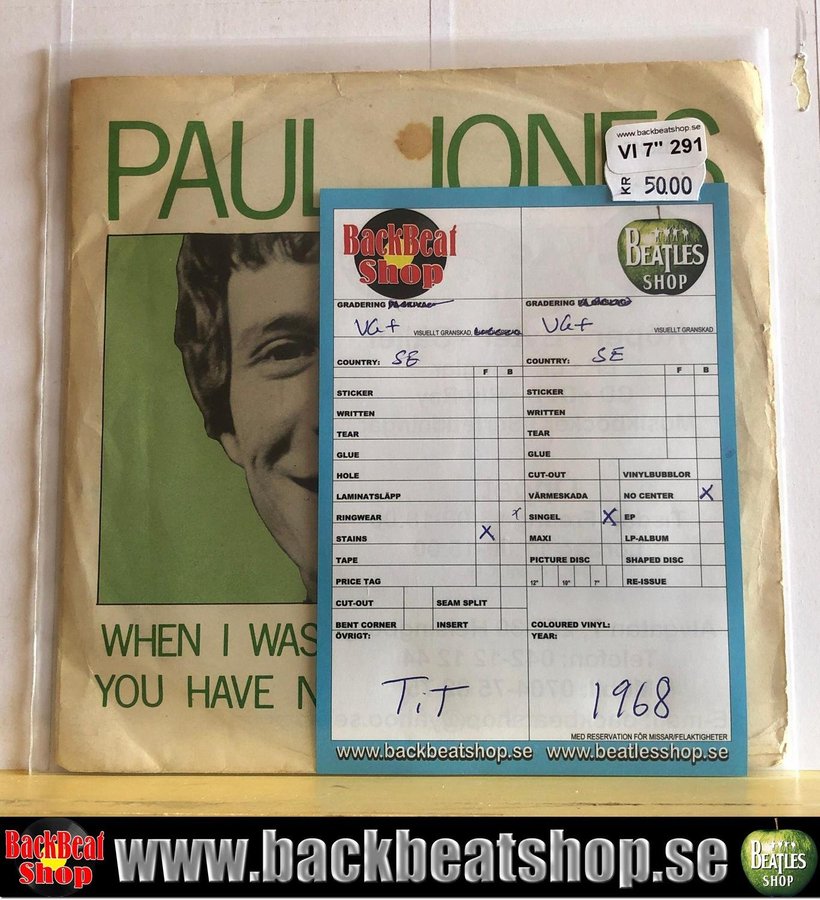 PAUL JONES
www.backbeatshop.se
VI 7" 291
KR 50.00
BackBeat
Shop
BEATLES
SHOP
GRADERING
VG+
VISUELLT GRANSKAD,
COUNTRY: SE
F B
STICKER
WRITTEN
TEAR
GLUE
HOLE
LAMINATSLÄPP
RINGWEAR x
STAINS X
TAPE
PRICE TAG
CUT-OUT SEAM SPLIT
BENT CORNER INSERT
ÖVRIGT:
T.T
GRADERING
VG+
VISUELLT GRANSKAD
COUNTRY: SE
F B
STICKER
WRITTEN
TEAR
GLUE
CUT-OUT VINYLBUBBLOR
VÄRMESKADA NO CENTER X
SINGEL X EP
MAXI LP-ALBUM
PICTURE DISC SHAPED DISC
12" 10" 7" RE-ISSUE
COLOURED VINYL:
YEAR:
1968
MED RESERVATION FÖR MISSAR/FELAKTIGHETER
www.backbeatshop.se www.beatlesshop.se
WHEN I WAS
YOU HAVE N
BackBeat
Shop
www.backbeatshop.se
BEATLES
SHOP